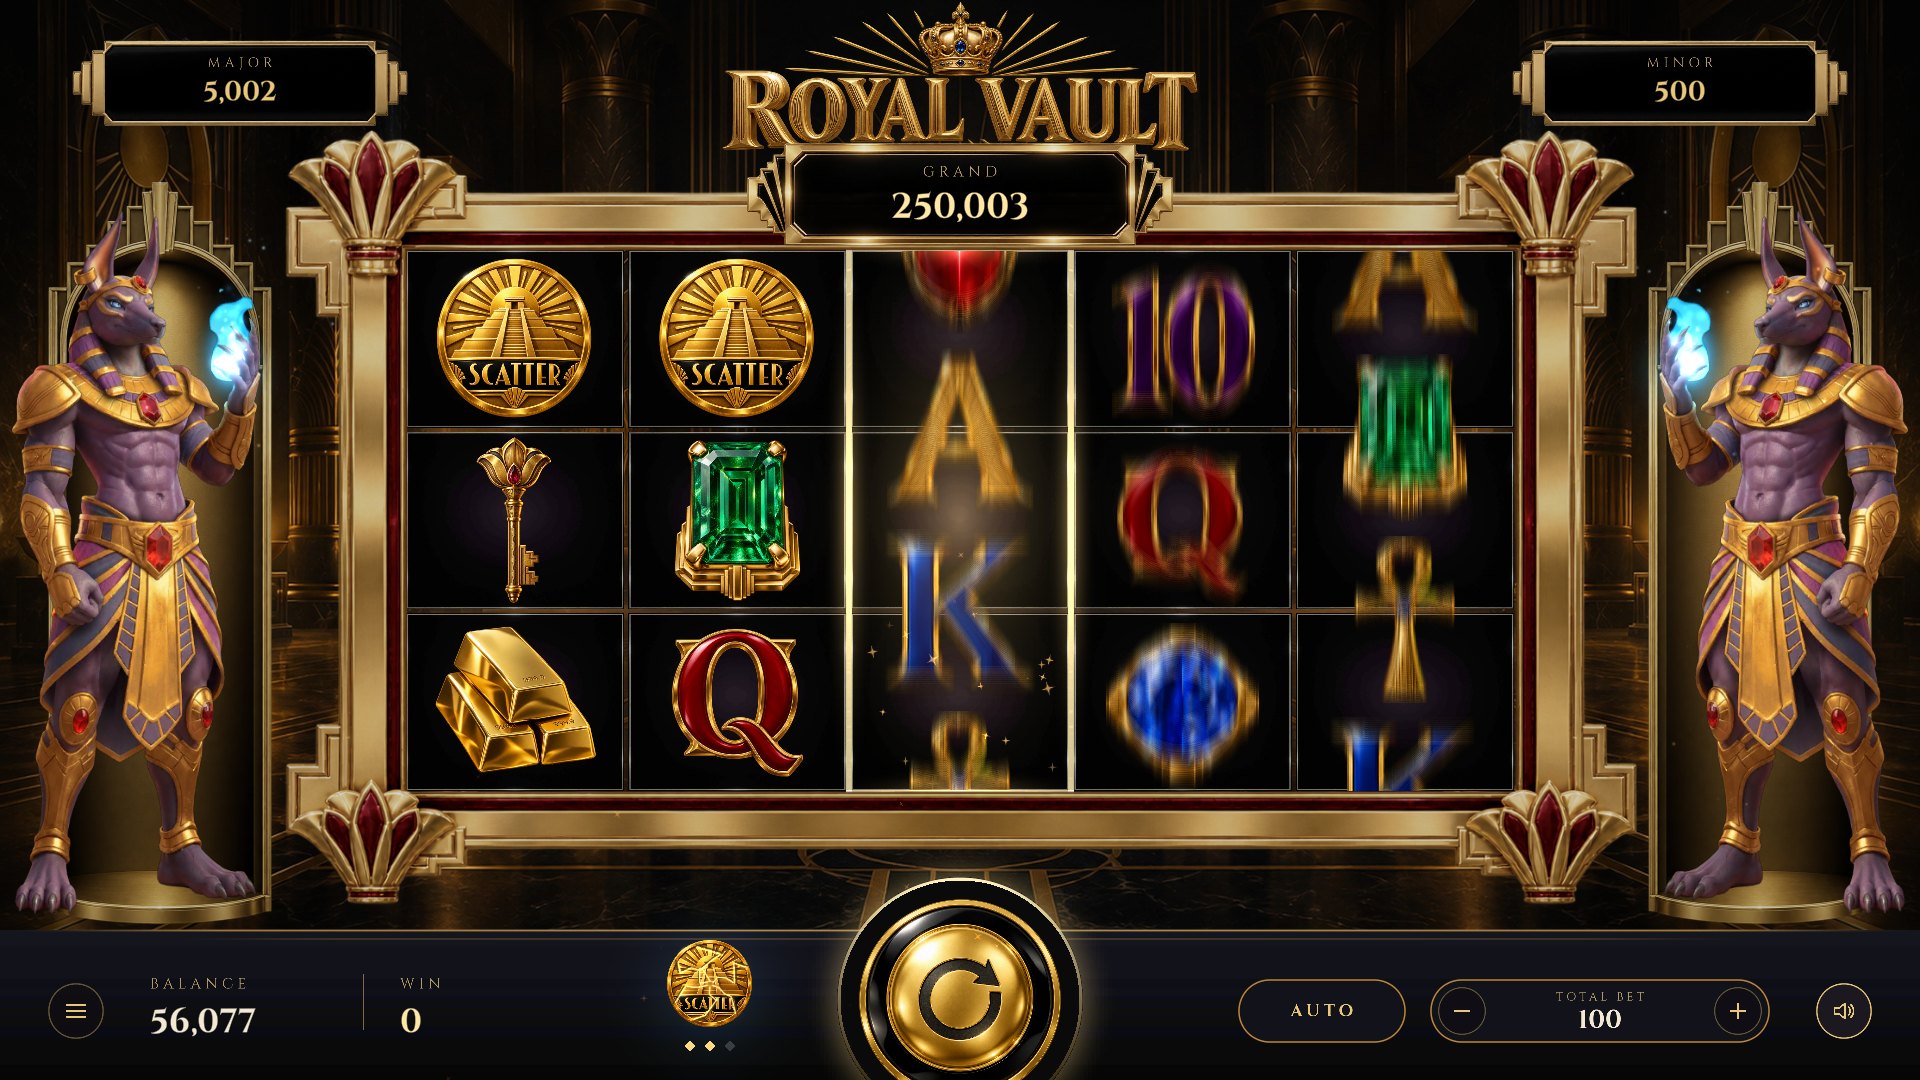 MAJOR
5,002
ROYAL VAULT
MINOR
500
GRAND
250,003
SCATTER
SCATTER
10
A
A
Q
K
Q
K
SCATTER
BALANCE
56,077
WIN
0
AUTO
TOTAL BET
100